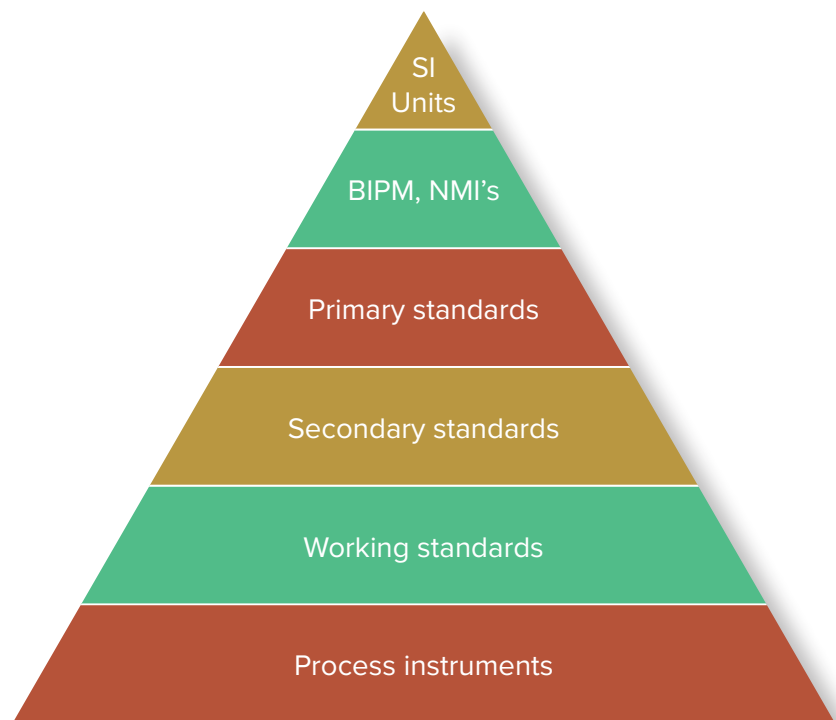 SI
Units
BIPM, NMI’s
Primary standards
Secondary standards
Working standards
Process instruments